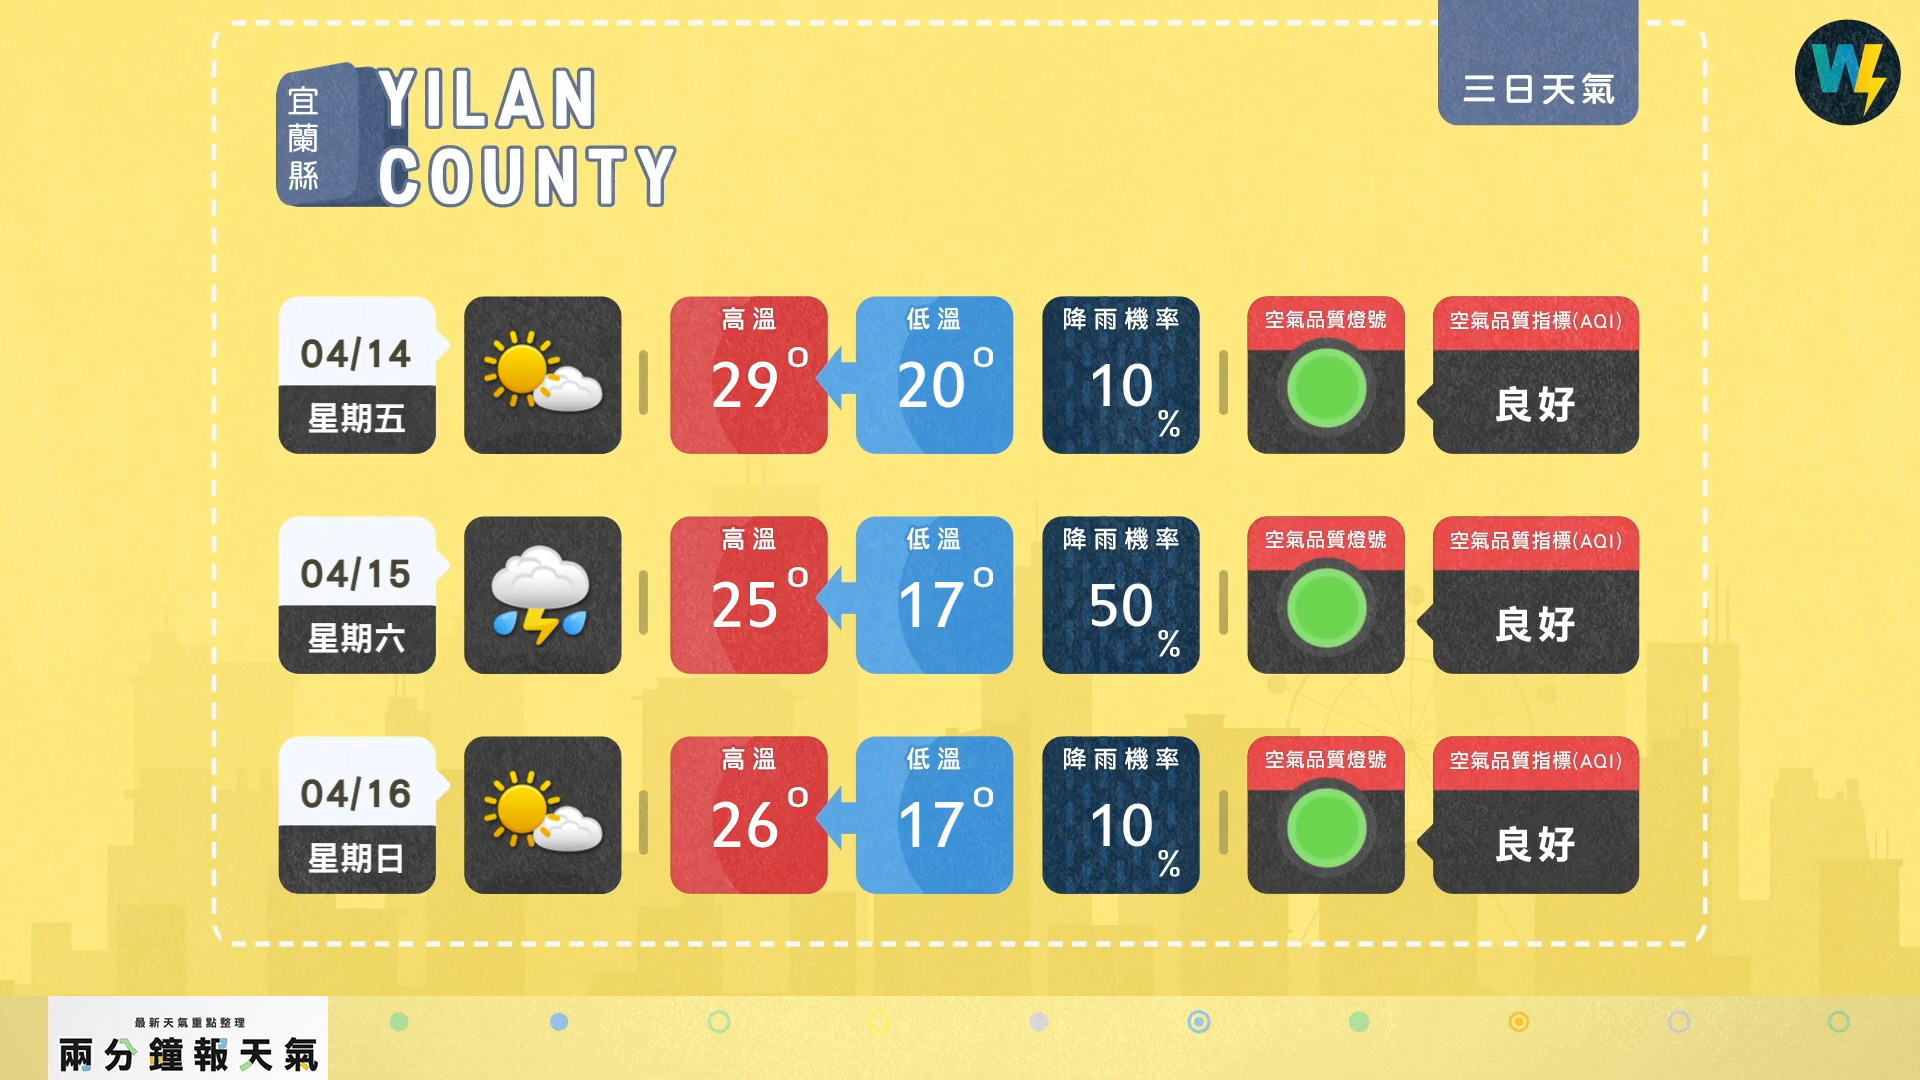 宜蘭縣
YILAN
COUNTY
三日天氣
W
04/14
星期五
高溫
29°
低溫
20°
降雨機率
10%
空氣品質燈號
空氣品質指標(AQI)
良好
04/15
星期六
高溫
25°
低溫
17°
降雨機率
50%
空氣品質燈號
空氣品質指標(AQI)
良好
04/16
星期日
高溫
26°
低溫
17°
降雨機率
10%
空氣品質燈號
空氣品質指標(AQI)
良好
最新天氣重點整理
兩分鐘報天氣